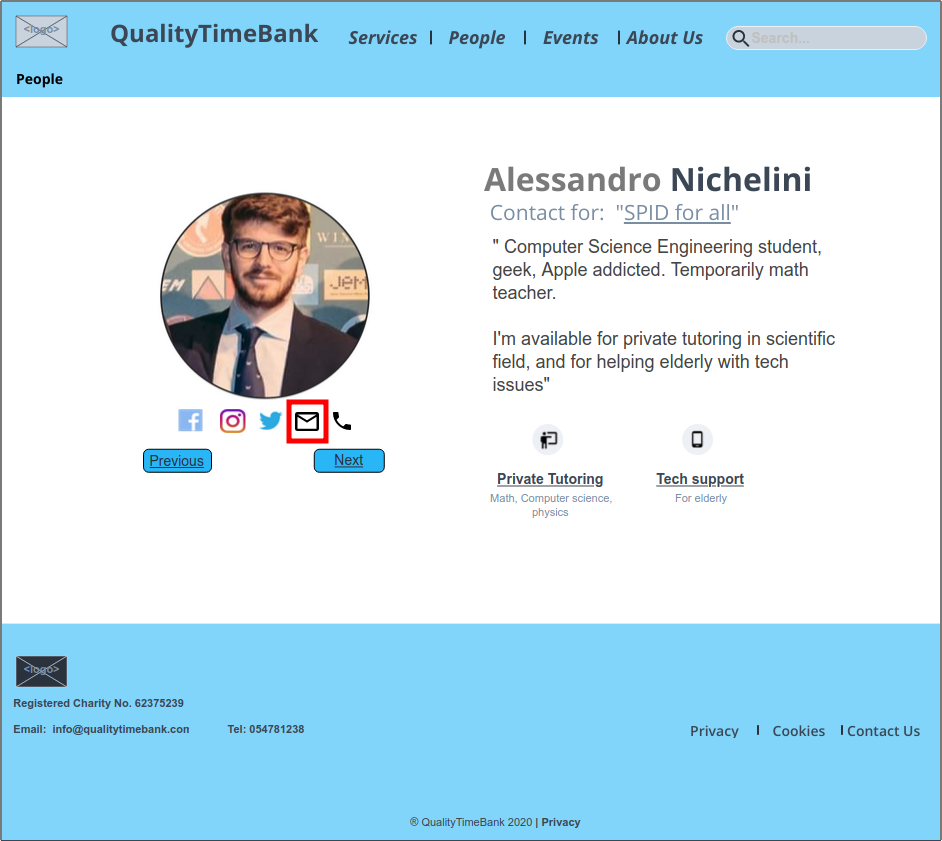 <logo>
QualityTimeBank
Services | People | Events | About Us
Search...
People
WIN
EM
JEM
Alessandro Nichelini
Contact for: "SPID for all"
" Computer Science Engineering student,
geek, Apple addicted. Temporarily math
teacher.
I'm available for private tutoring in scientific
field, and for helping elderly with tech
issues"
Previous
Next
Private Tutoring
Math, Computer science,
physics
Tech support
For elderly
<logo>
Registered Charity No. 62375239
Email: info@qualitytimebank.con
Tel: 054781238
Privacy | Cookies | Contact Us
® QualityTimeBank 2020 | Privacy